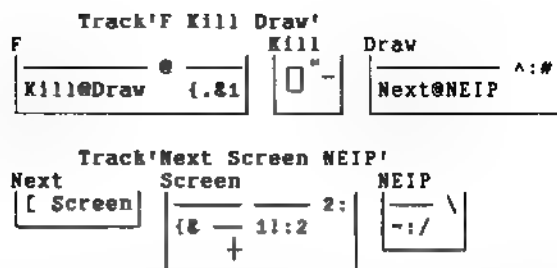 Track'F Kill Draw'
F Kill Draw
@ "- ^:#
Kill@Draw {.&1 Next@NEIP
Track'Next Screen NEIP'
Next Screen NEIP
[ Screen 2: \
{& 1]:2 ~:/
+